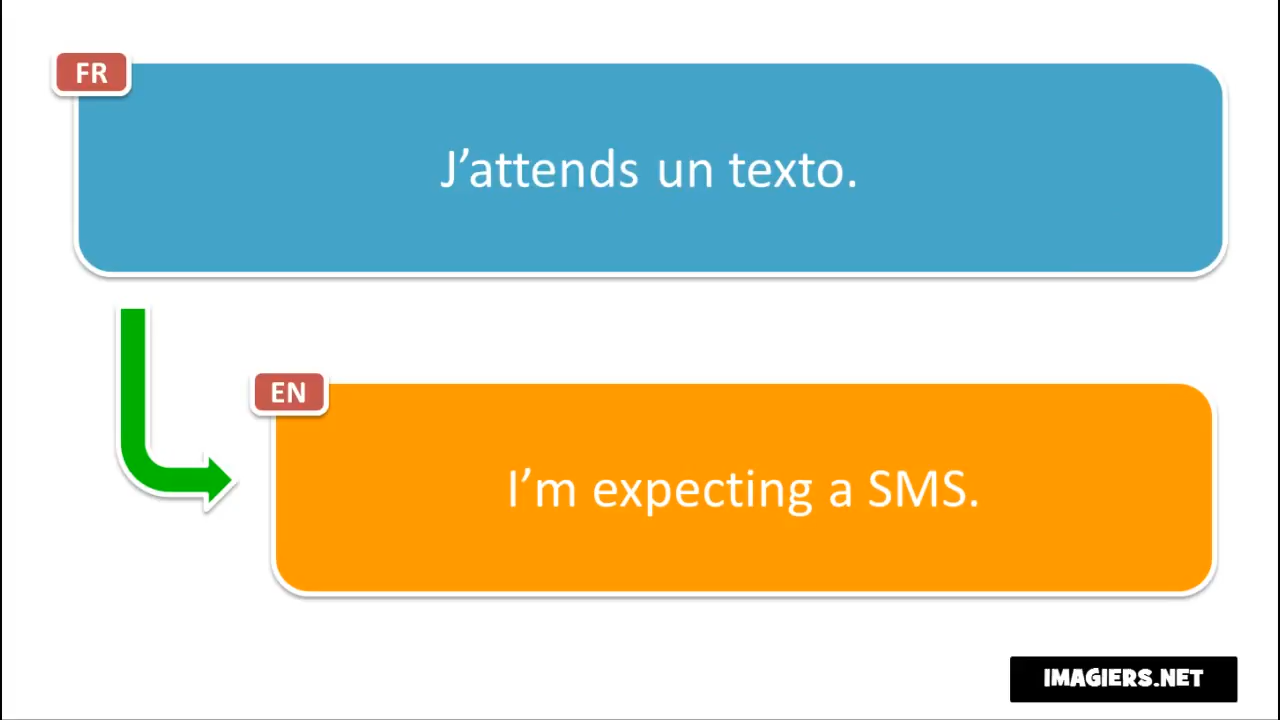 FR
J’attends un texto.
EN
I’m expecting a SMS.
IMAGIERS.NET